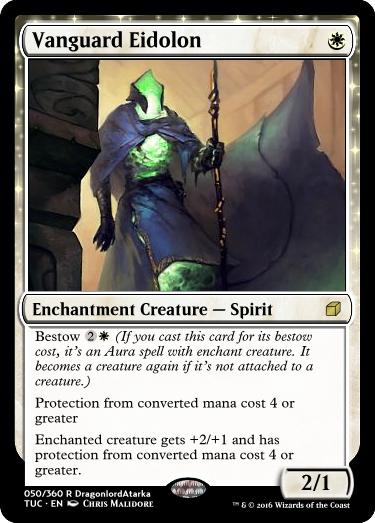 Vanguard Eidolon
Enchantment Creature — Spirit
Bestow 2 (If you cast this card for its bestow
cost, it's an Aura spell with enchant creature. It
becomes a creature again if it's not attached to a
creature.)
Protection from converted mana cost 4 or
greater
Enchanted creature gets +2/+1 and has
protection from converted mana cost 4 or
greater.
2/1
050/360 R DragonlordAtarka
TUC • EN Chris Malidore
™ & © 2016 Wizards of the Coast